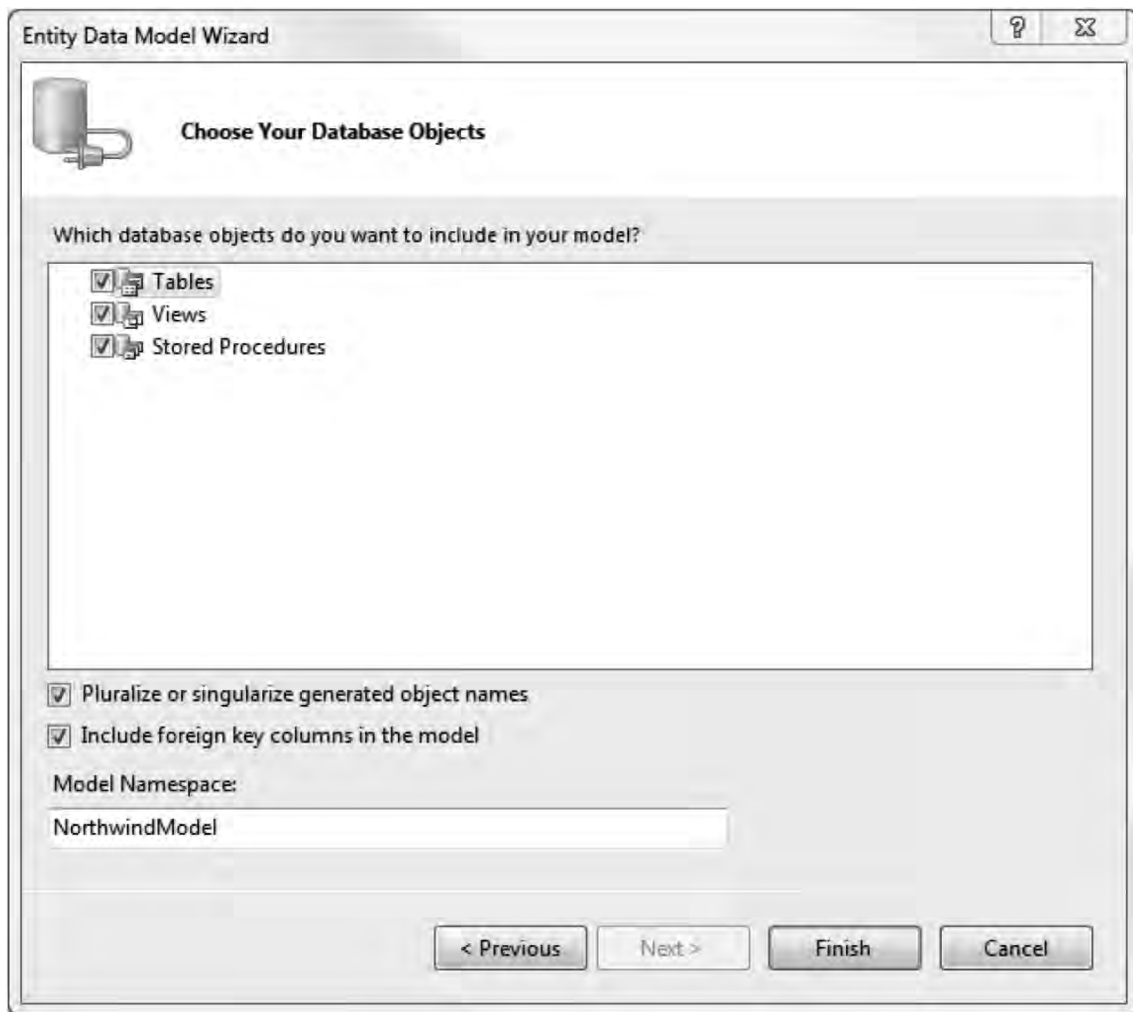 Entity Data Model Wizard
?
Choose Your Database Objects
Which database objects do you want to include in your model?
Tables
Views
Stored Procedures
Pluralize or singularize generated object names
Include foreign key columns in the model
Model Namespace:
NorthwindModel
< Previous
Next >
Finish
Cancel